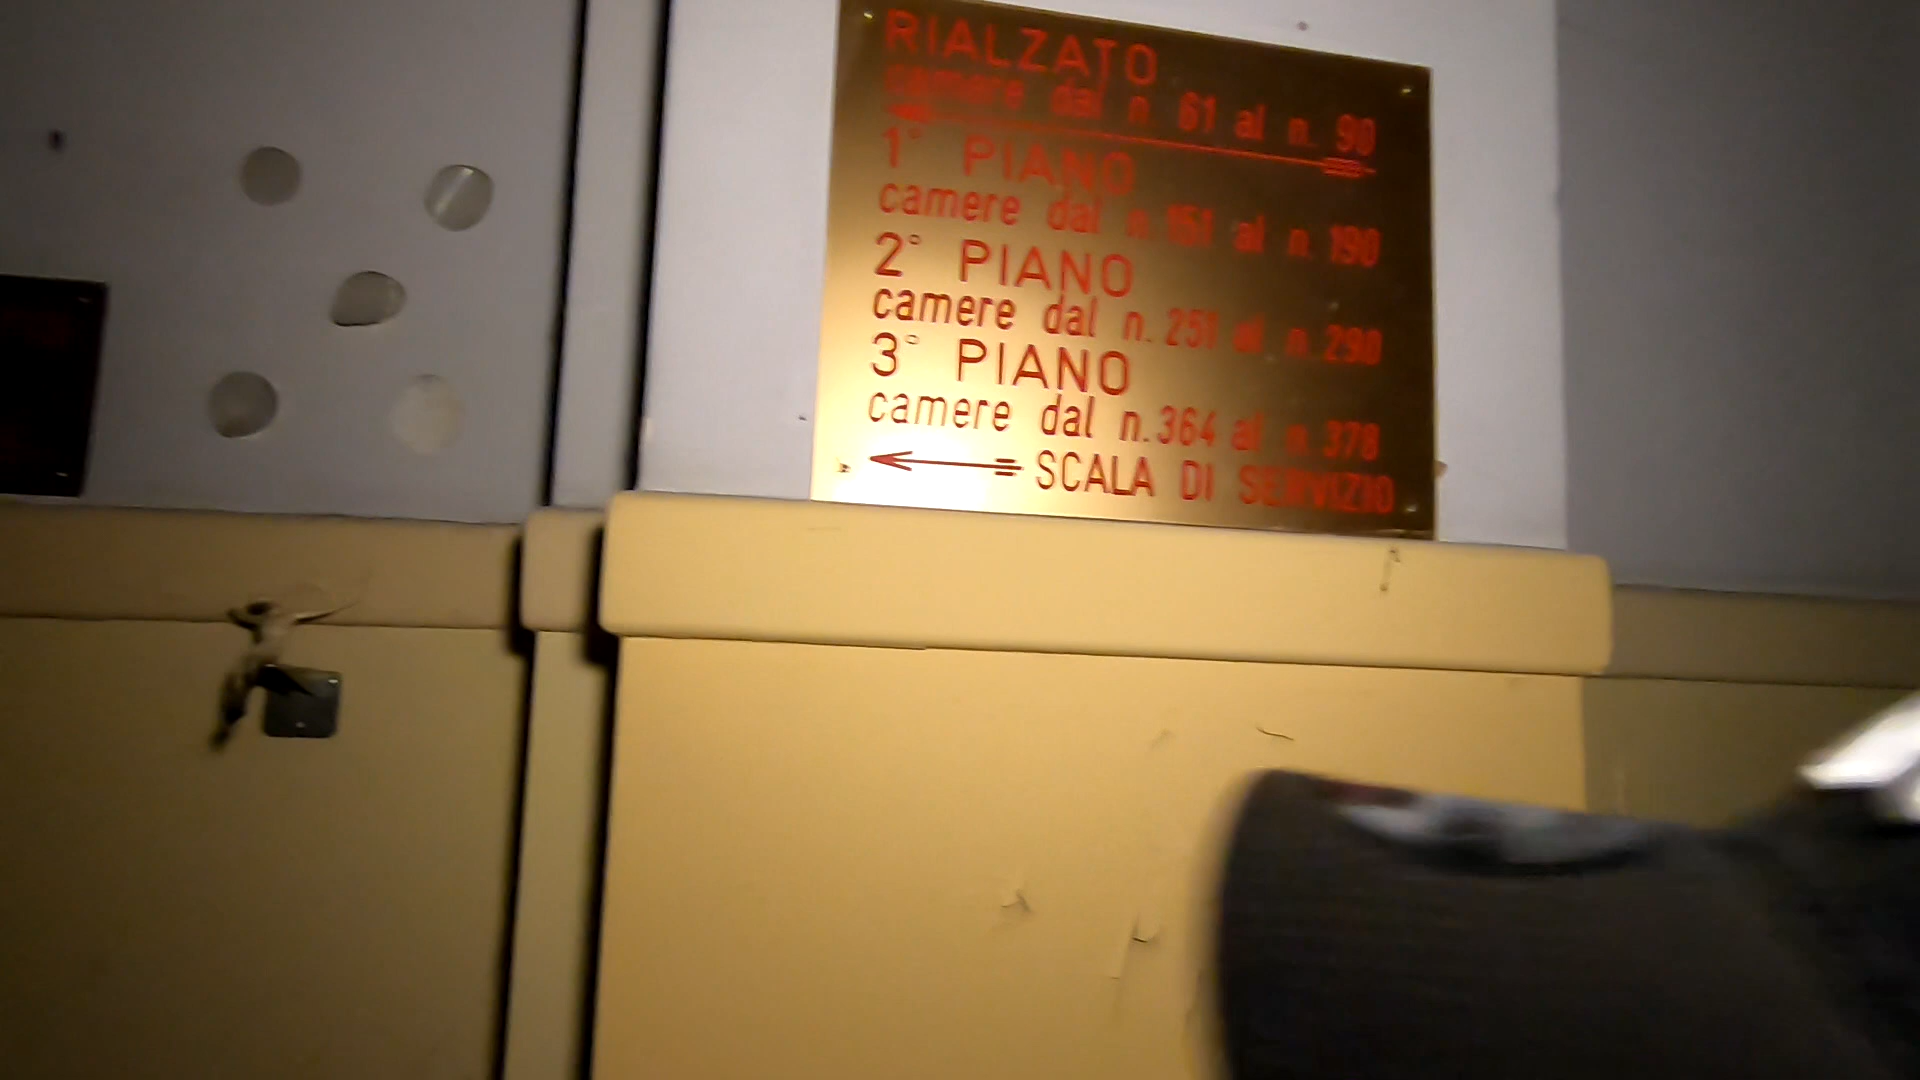 RIALZATO
camere dal n. 61 al n. 90
1° PIANO
camere dal n. 151 al n. 190
2° PIANO
camere dal n. 251 al n. 290
3° PIANO
camere dal n. 364 al n. 378
SCALA DI SERVIZIO